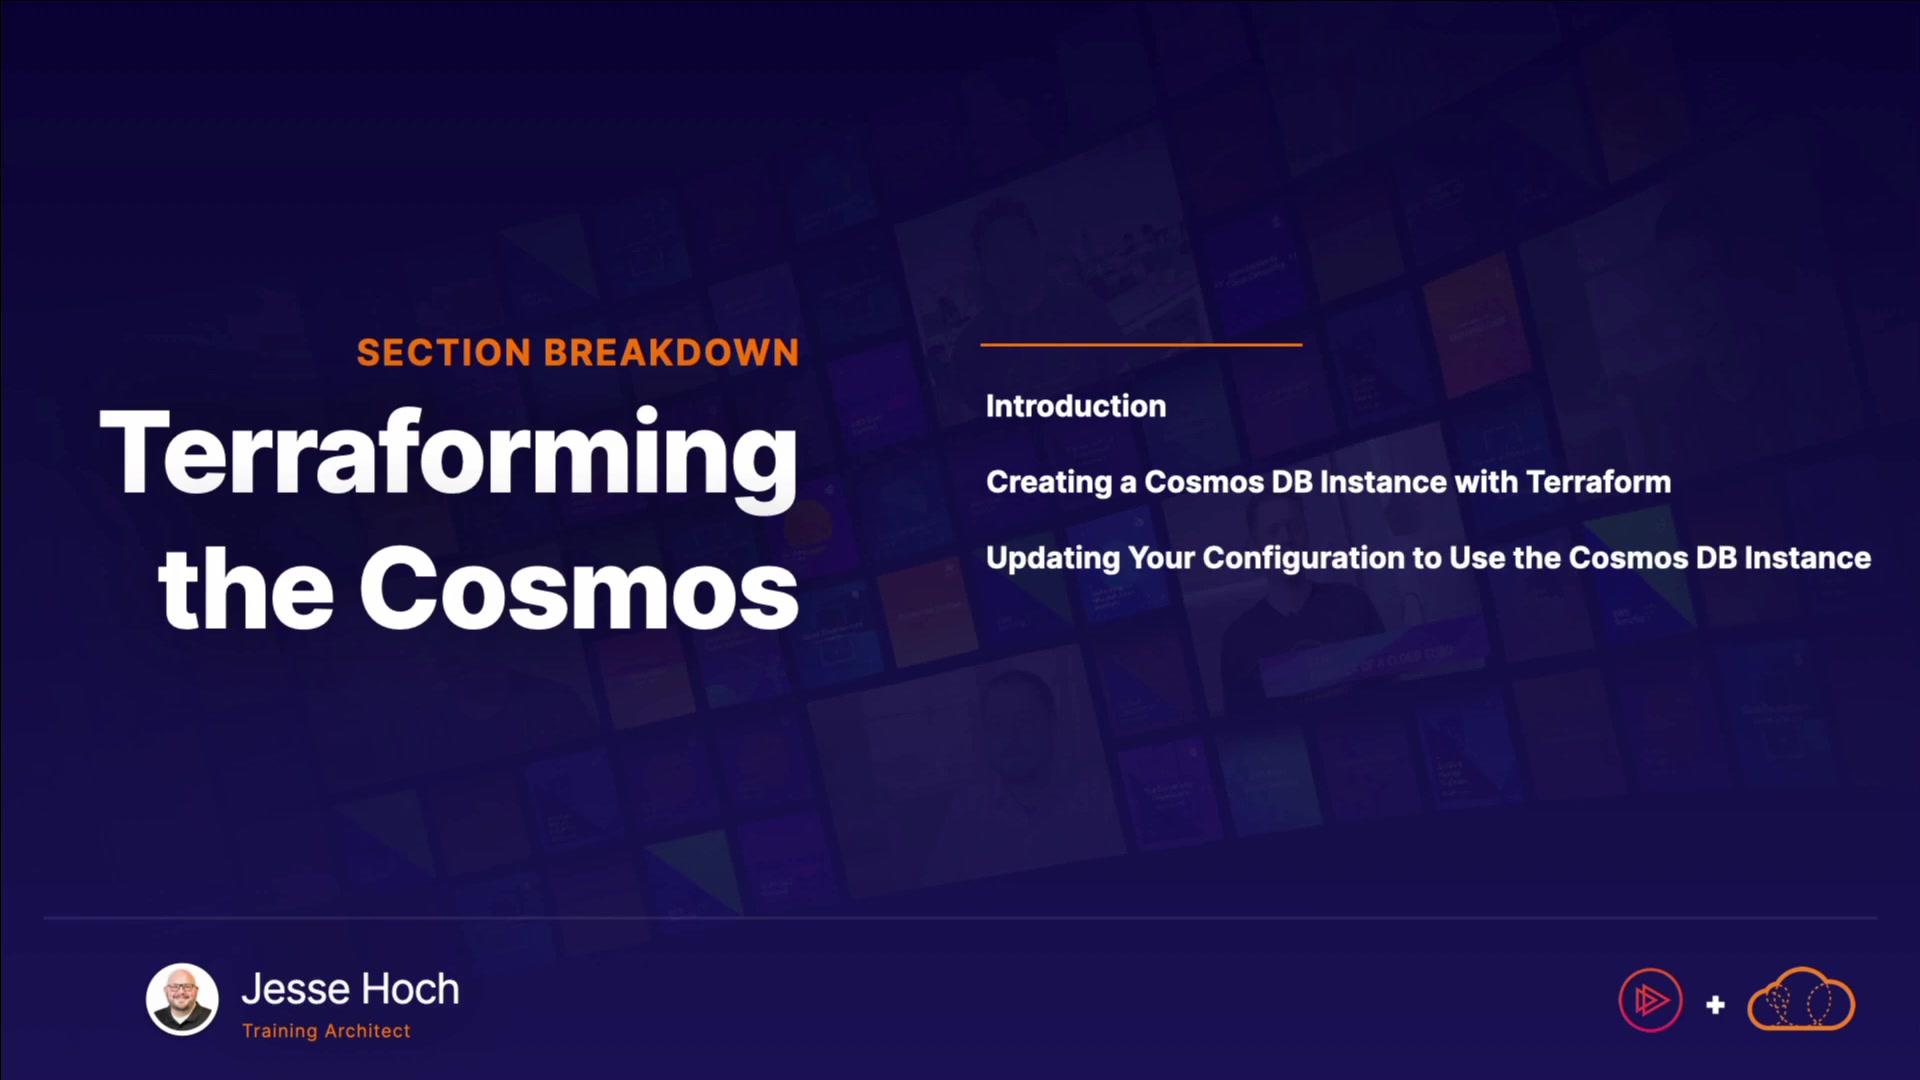 SECTION BREAKDOWN
Terraforming
the Cosmos
Introduction
Creating a Cosmos DB Instance with Terraform
Updating Your Configuration to Use the Cosmos DB Instance
Jesse Hoch
Training Architect
+